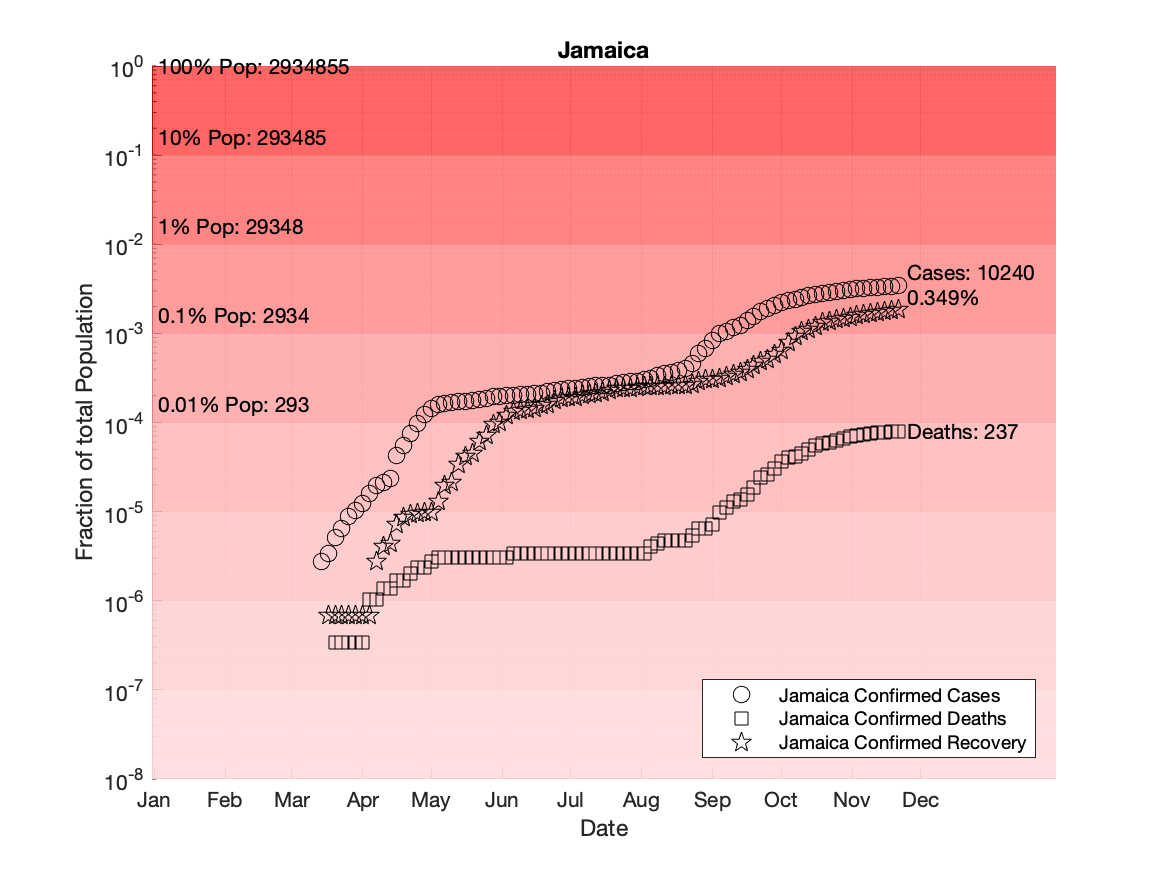 Jamaica
10^0
100% Pop: 2934855
10% Pop: 293485
10^-1
1% Pop: 29348
10^-2
Cases: 10240
0.349%
0.1% Pop: 2934
10^-3
0.01% Pop: 293
10^-4
Deaths: 237
10^-5
10^-6
10^-7
10^-8
Fraction of total Population
Jamaica Confirmed Cases
Jamaica Confirmed Deaths
Jamaica Confirmed Recovery
Jan Feb Mar Apr May Jun Jul Aug Sep Oct Nov Dec
Date